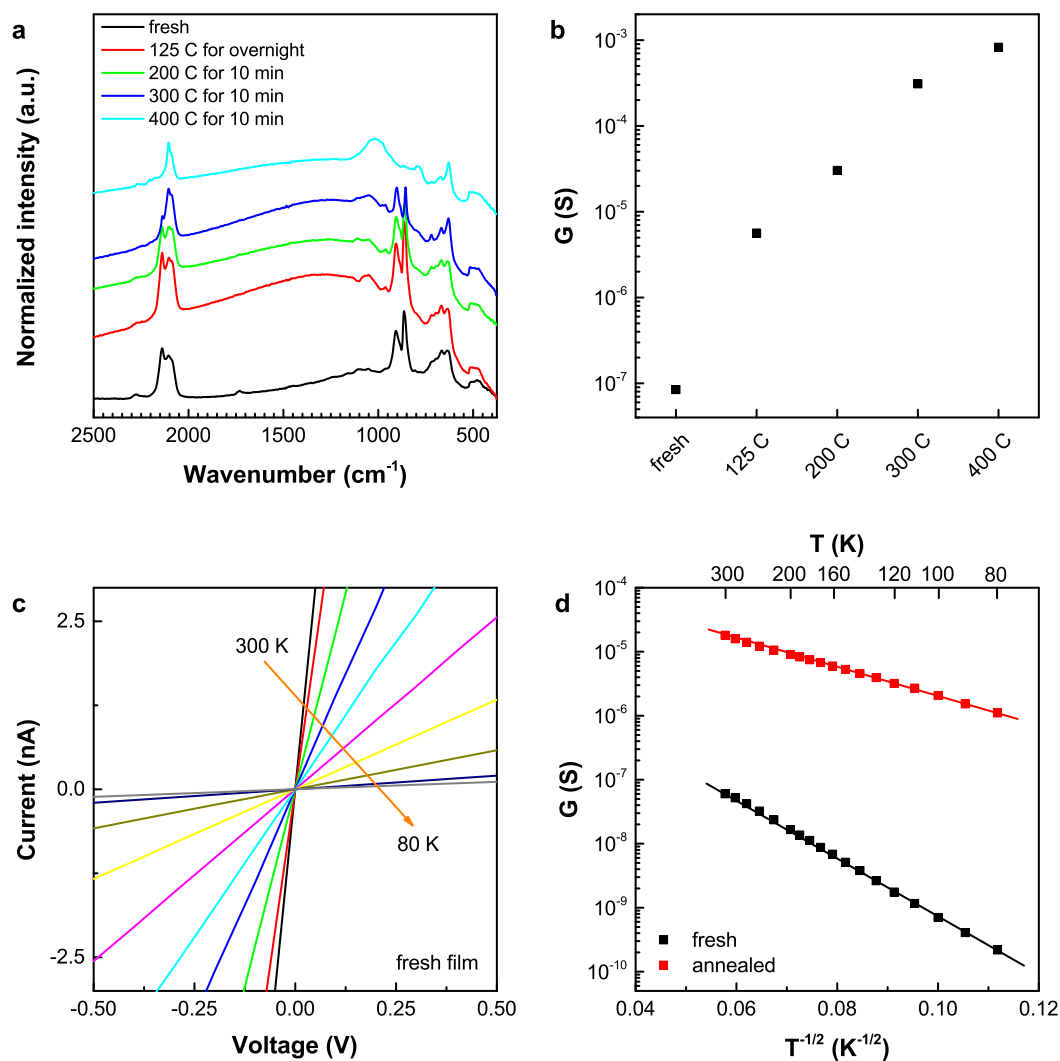 a
fresh
125 C for overnight
200 C for 10 min
300 C for 10 min
400 C for 10 min
Normalized intensity (a.u.)
2500 2000 1500 1000 500
Wavenumber (cm⁻¹)
b
10⁻³
10⁻⁴
10⁻⁵
10⁻⁶
10⁻⁷
G (S)
fresh 125 C 200 C 300 C 400 C
c
2.5
0.0
-2.5
Current (nA)
300 K
80 K
fresh film
-0.50 -0.25 0.00 0.25 0.50
Voltage (V)
d
T (K)
300 200 160 120 100 80
10⁻⁴
10⁻⁵
10⁻⁶
10⁻⁷
10⁻⁸
10⁻⁹
10⁻¹⁰
G (S)
fresh
annealed
0.04 0.06 0.08 0.10 0.12
T⁻¹/² (K⁻¹/²)